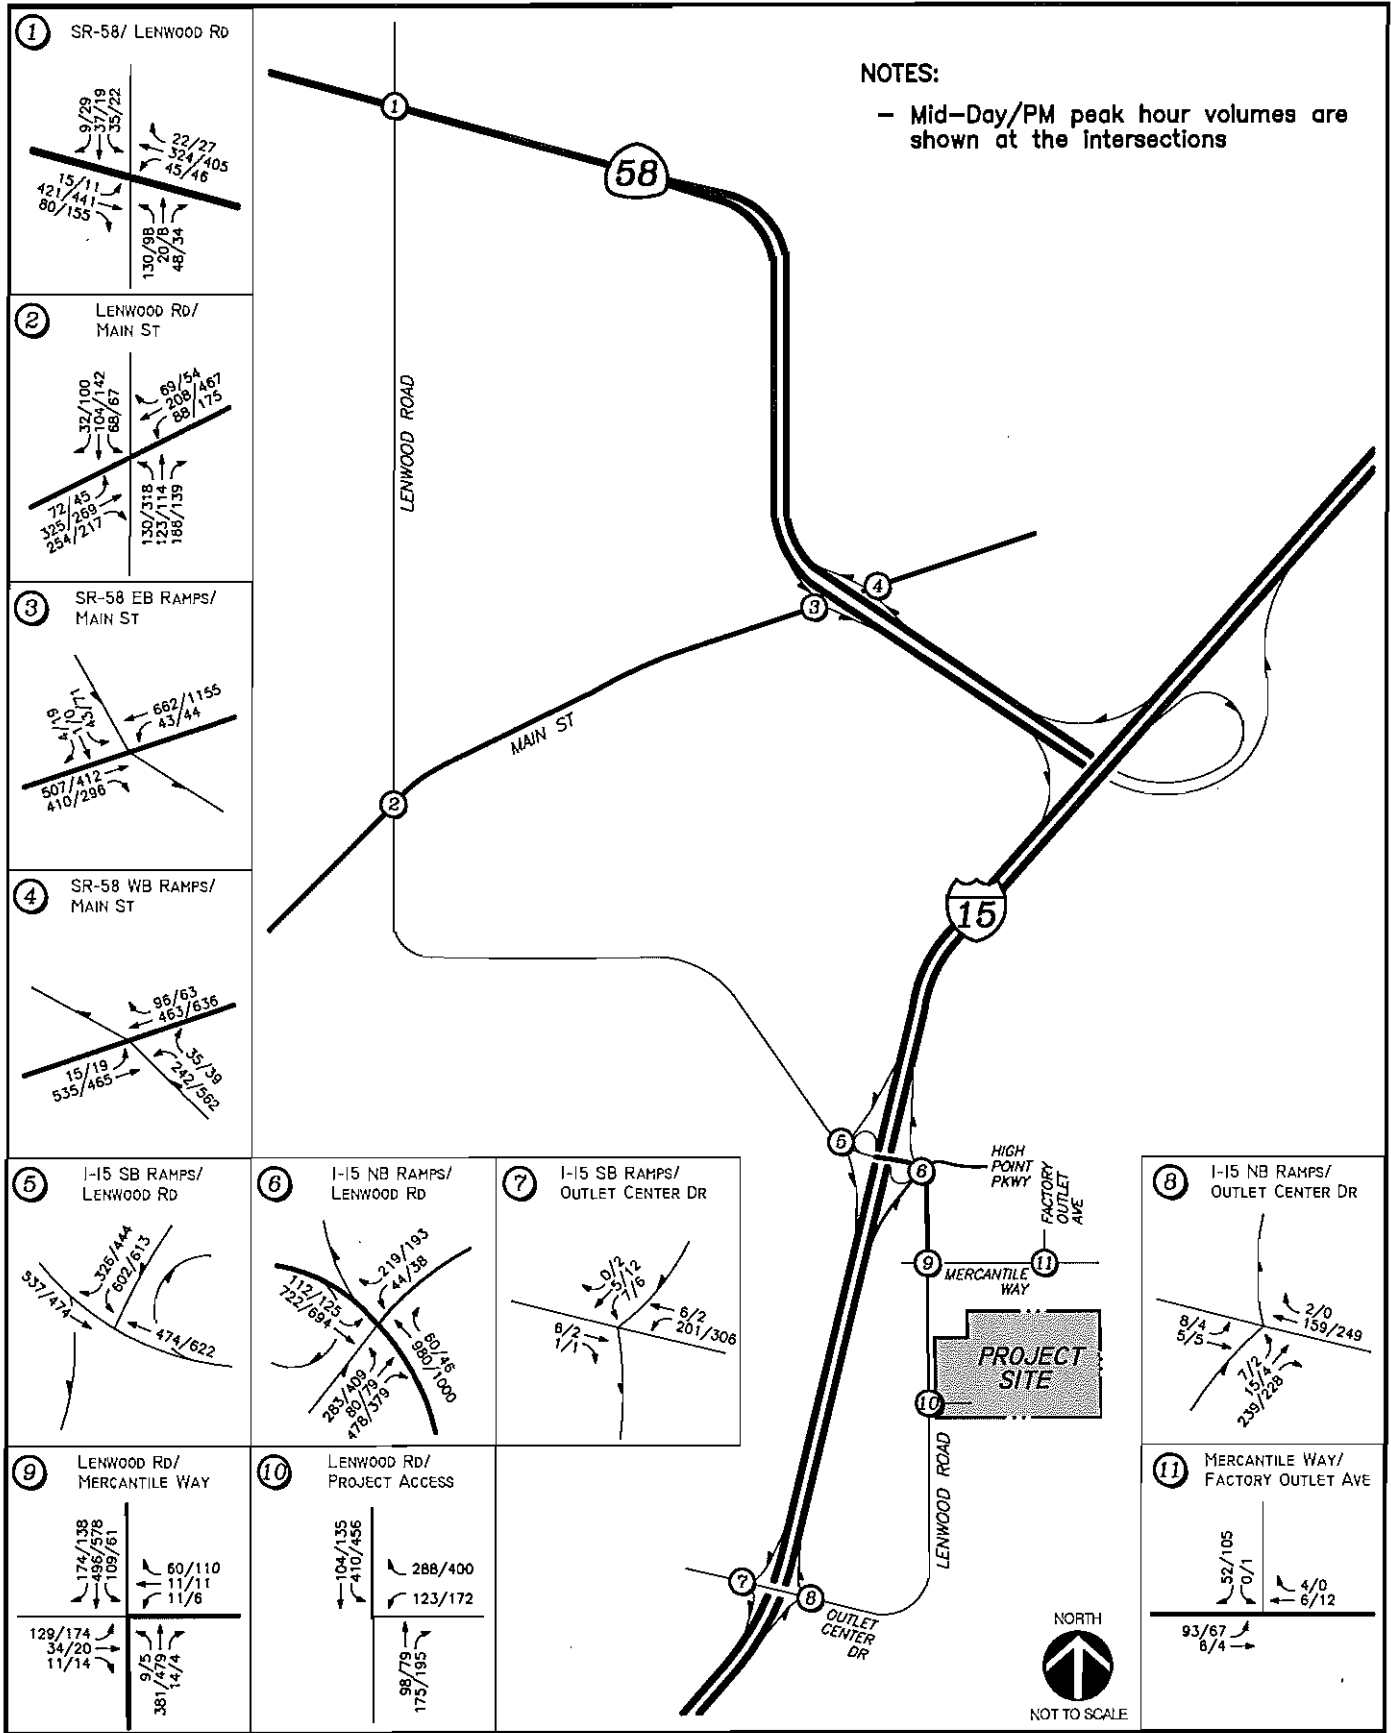 1 SR-58/ LENWOOD RD
9/29
37/19
35/22
22/27
324/405
45/46
15/11
421/441
80/155
130/98
20/8
48/34
2 LENWOOD RD/
MAIN ST
32/100
104/142
68/67
69/54
208/467
88/175
72/45
325/269
254/217
130/318
123/114
188/139
3 SR-58 EB RAMPS/
MAIN ST
1/0
43/71
662/1155
43/44
507/412
410/296
4 SR-58 WB RAMPS/
MAIN ST
96/63
463/636
15/19
535/465
35/39
242/562
5 I-15 SB RAMPS/
LENWOOD RD
326/444
602/613
537/474
474/622
6 I-15 NB RAMPS/
LENWOOD RD
219/193
44/38
112/125
722/694
60/46
980/1000
283/409
80/79
478/379
7 I-15 SB RAMPS/
OUTLET CENTER DR
0/2
5/12
7/6
6/2
201/306
1/1
8 I-15 NB RAMPS/
OUTLET CENTER DR
2/0
159/249
8/4
5/5
7/2
15/4
239/228
9 LENWOOD RD/
MERCANTILE WAY
174/138
496/578
109/61
60/110
11/11
11/6
129/174
34/20
11/14
9/5
381/479
14/4
10 LENWOOD RD/
PROJECT ACCESS
104/135
410/456
288/400
123/172
98/79
175/195
11 MERCANTILE WAY/
FACTORY OUTLET AVE
52/105
0/1
4/0
6/12
93/67
NOTES:
- Mid-Day/PM peak hour volumes are
shown at the intersections
1
58
LENWOOD ROAD
4
3
MAIN ST
2
15
5
6
HIGH
POINT
PKWY
FACTORY
OUTLET
AVE
9
11
MERCANTILE
WAY
PROJECT
SITE
10
LENWOOD ROAD
7
8
OUTLET
CENTER
DR
NORTH
NOT TO SCALE